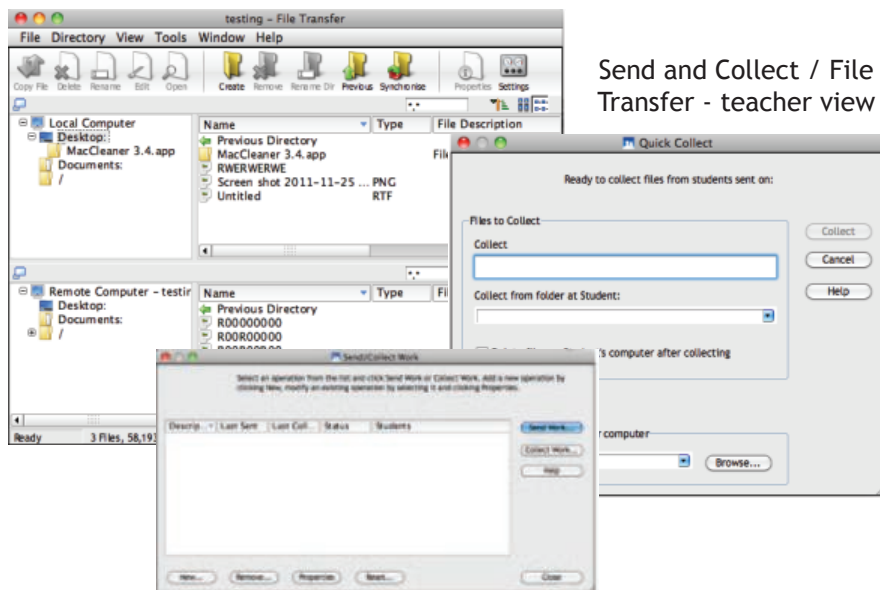 testing – File Transfer
File Directory View Tools Window Help
Copy File Delete Rename Edit Open Create Remove Rename Dir Previous Synchronise Properties Settings
*.*
Local Computer
Desktop:
MacCleaner 3.4.app
Documents:
/
Name Type File Description
Previous Directory
MacCleaner 3.4.app
RWERWERWE
Screen shot 2011-11-25 ... PNG
Untitled RTF
*.*
Remote Computer – testin
Desktop:
Documents:
/
Name Type
Previous Directory
R00000000
R00R00000
Ready 3 Files, 58,193
Send and Collect / File
Transfer - teacher view
Quick Collect
Ready to collect files from students sent on:
Files to Collect
Collect
Collect from folder at Student:
's computer after collecting
computer
Browse...
Collect
Cancel
Help
Send/Collect Work
Select an operation from the list and click Send Work or Collect Work. Add a new operation by
clicking New, modify an existing operation by selecting it and clicking Properties.
Descrip... Last Sent Last Coll... Status Students
Send Work...
Collect Work...
Help
New... Remove... Properties Reset... Close